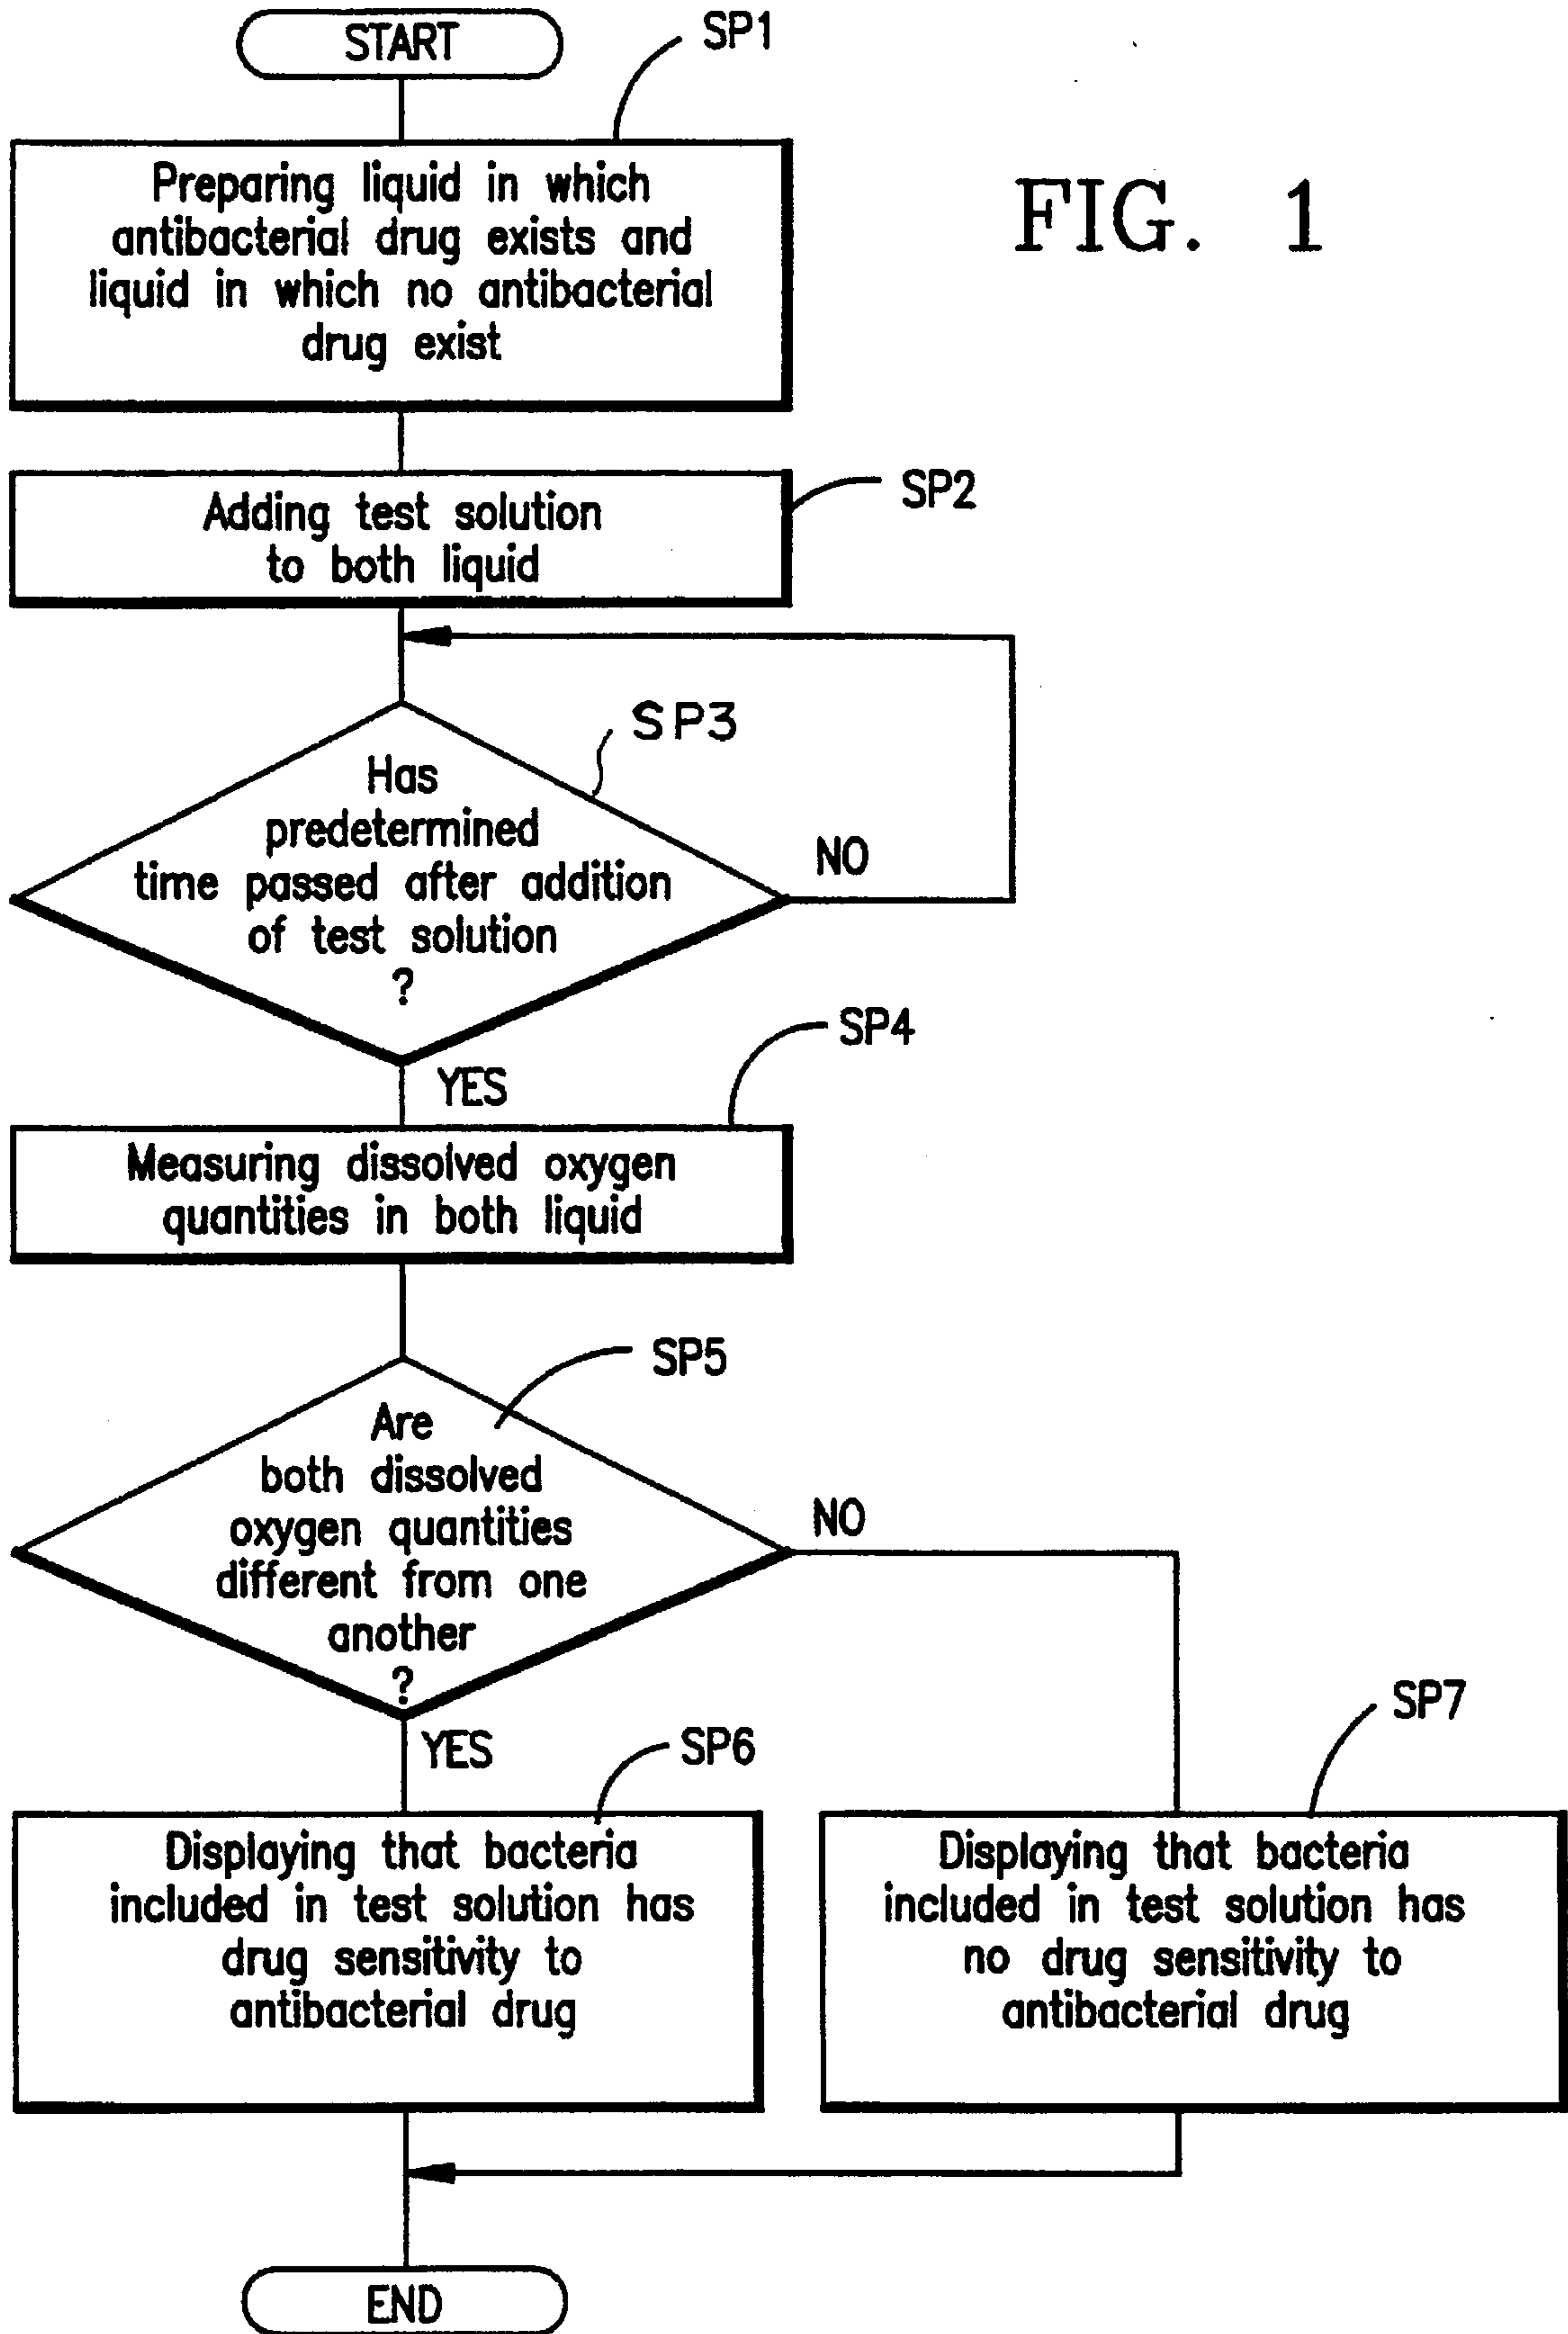 START
SP1
FIG. 1
Preparing liquid in which
antibacterial drug exists and
liquid in which no antibacterial
drug exist
SP2
Adding test solution
to both liquid
SP3
Has
predetermined
time passed after addition
of test solution
?
NO
YES
SP4
Measuring dissolved oxygen
quantities in both liquid
SP5
Are
both dissolved
oxygen quantities
different from one
another
?
NO
YES
SP6
SP7
Displaying that bacteria
included in test solution has
drug sensitivity to
antibacterial drug
Displaying that bacteria
included in test solution has
no drug sensitivity to
antibacterial drug
END